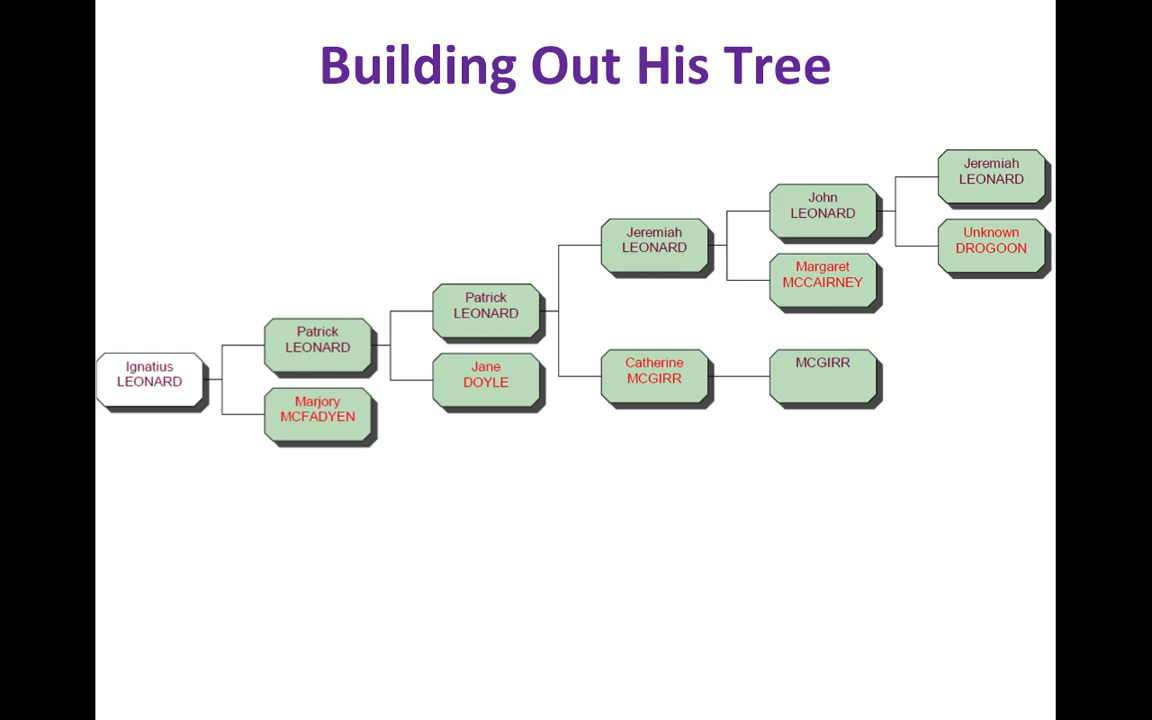 Building Out His Tree
Jeremiah
LEONARD
John
LEONARD
Unknown
DROGOON
Jeremiah
LEONARD
Margaret
MCCAIRNEY
Patrick
LEONARD
Patrick
LEONARD
Catherine
MCGIRR
MCGIRR
Ignatius
LEONARD
Jane
DOYLE
Marjory
MCFADYEN